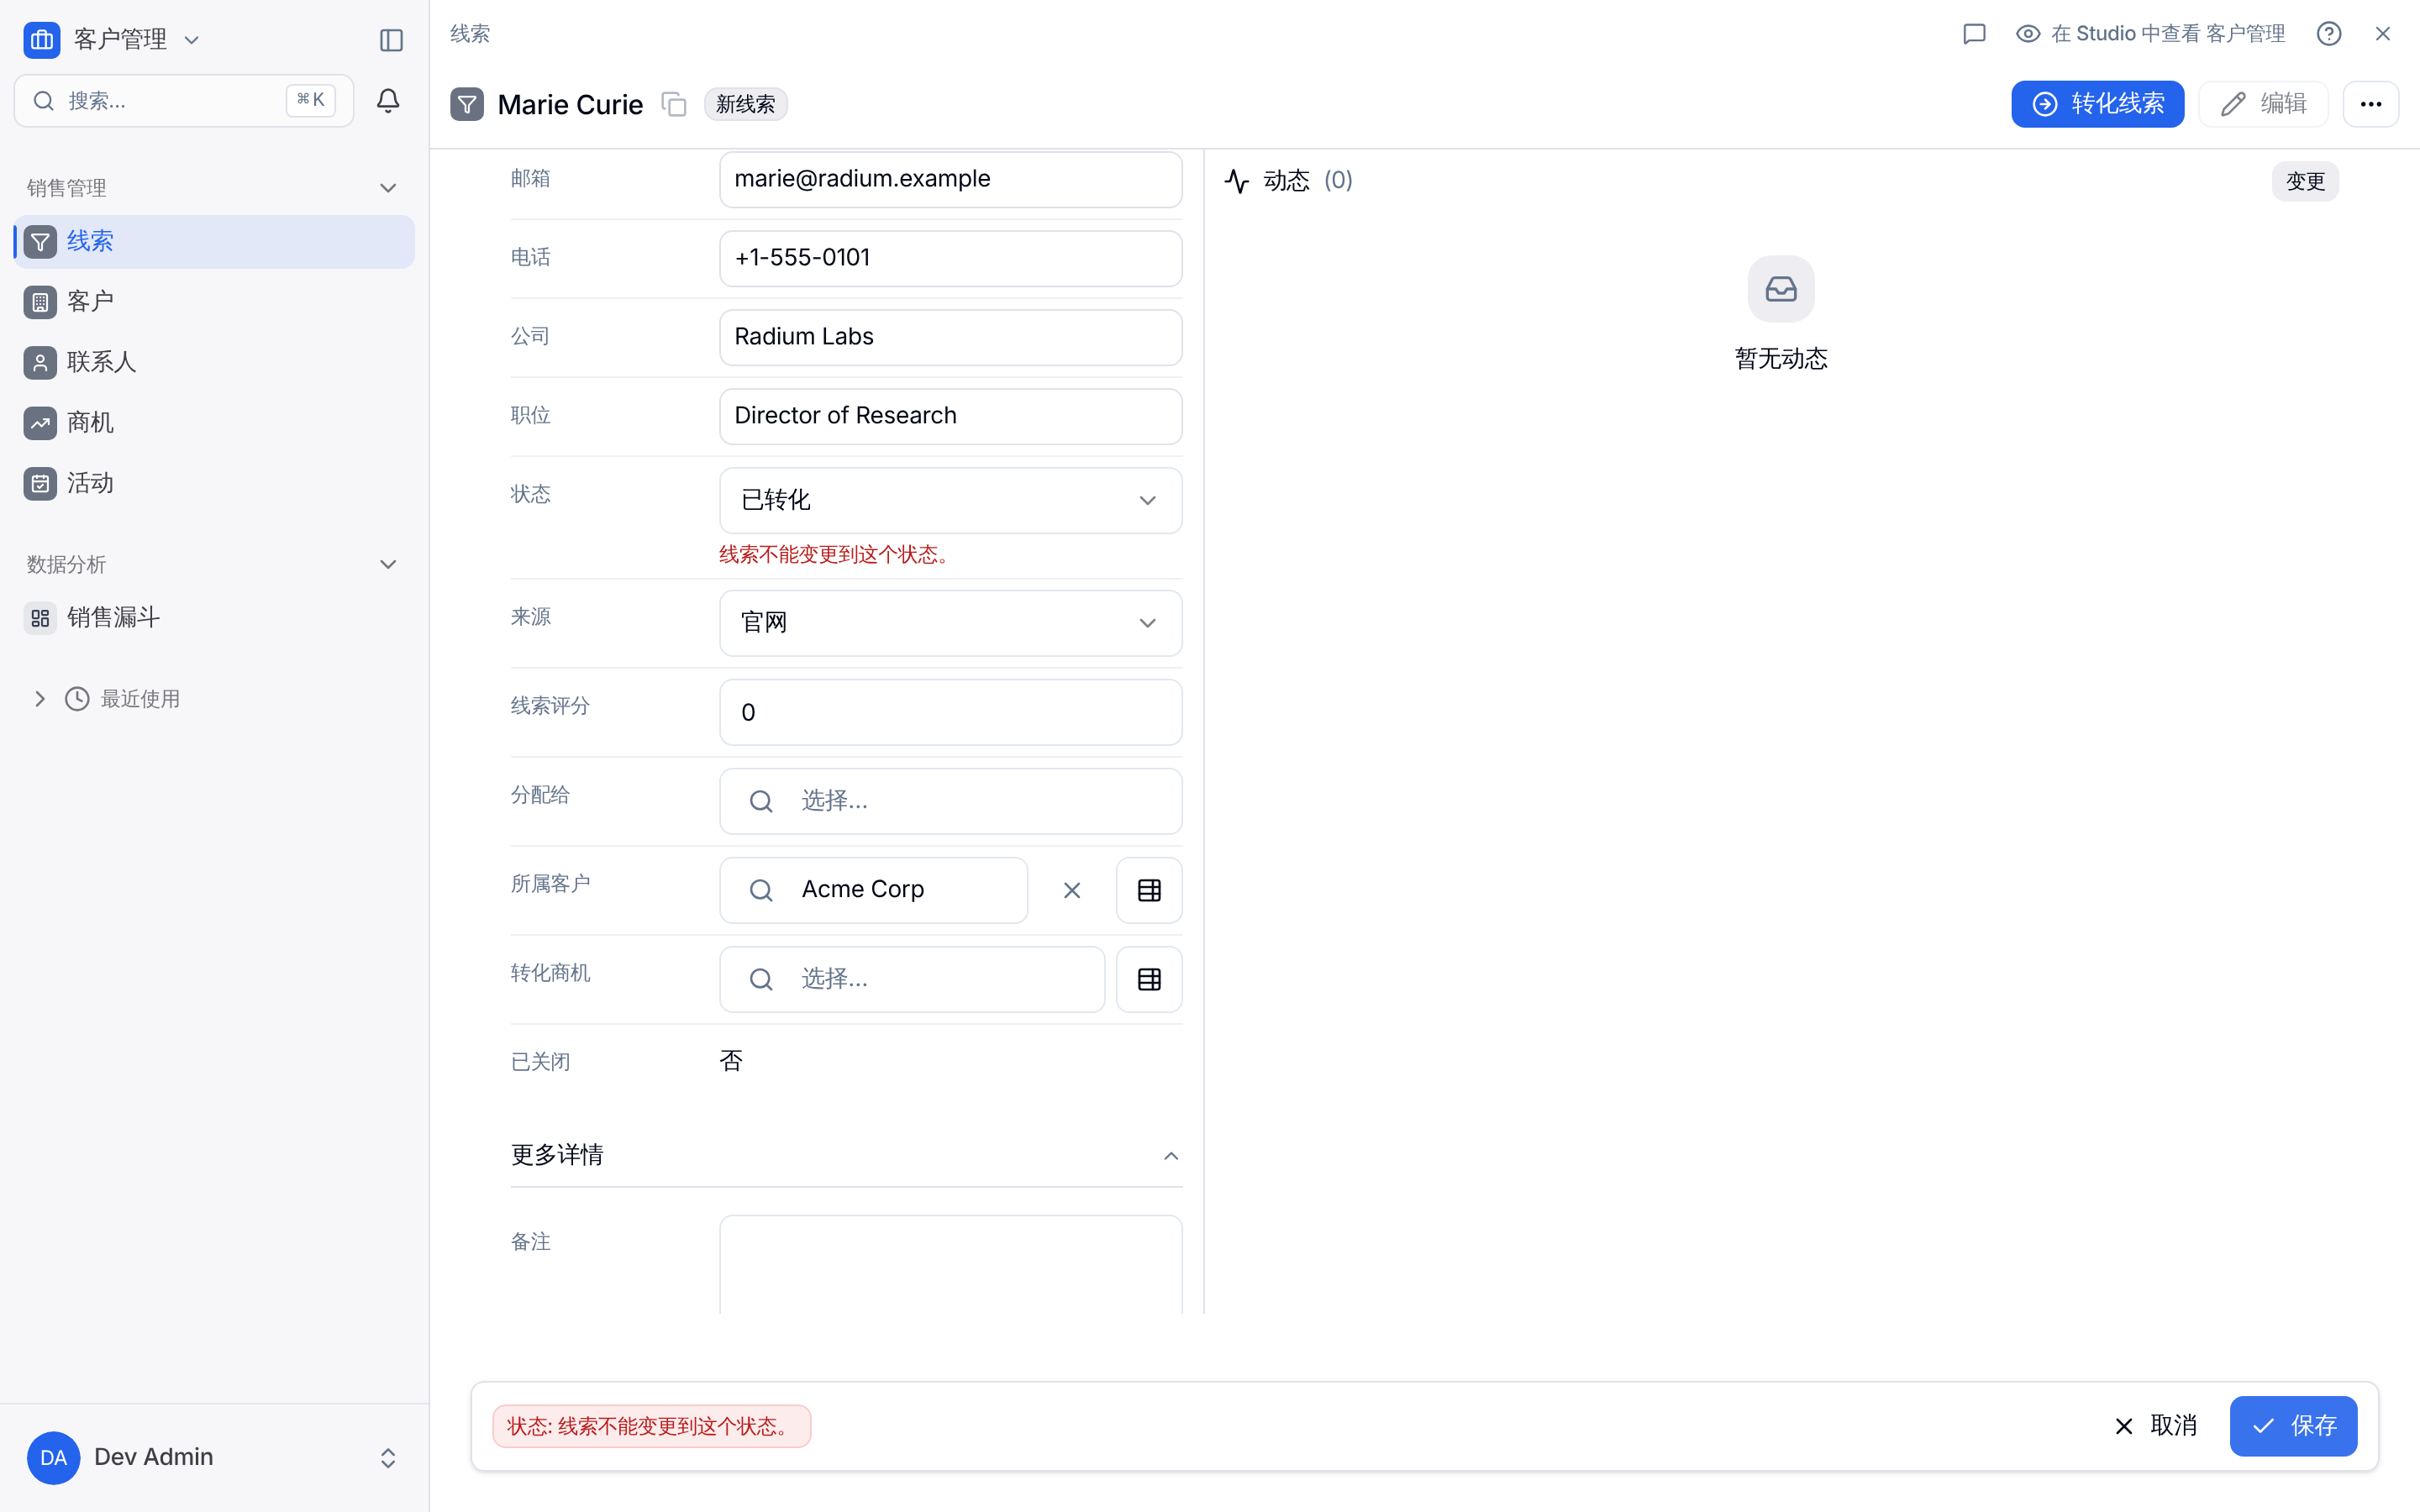 客户管理
搜索...
⌘K
销售管理
线索
客户
联系人
商机
活动
数据分析
销售漏斗
最近使用
DA
Dev Admin
线索
在 Studio 中查看 客户管理
Marie Curie
新线索
转化线索
编辑
邮箱
marie@radium.example
电话
+1-555-0101
公司
Radium Labs
职位
Director of Research
状态
已转化
线索不能变更到这个状态。
来源
官网
线索评分
0
分配给
选择...
所属客户
Acme Corp
转化商机
选择...
已关闭
否
更多详情
备注
动态 (0)
变更
暂无动态
状态: 线索不能变更到这个状态。
取消
保存